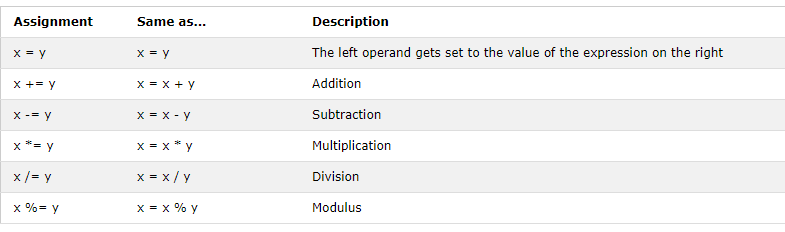 Assignment Same as... Description
x = y x = y The left operand gets set to the value of the expression on the right
x += y x = x + y Addition
x -= y x = x - y Subtraction
x *= y x = x * y Multiplication
x /= y x = x / y Division
x %= y x = x % y Modulus